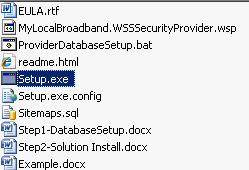 EULA.rtf
MyLocalBroadband.WSSSecurityProvider.wsp
ProviderDatabaseSetup.bat
readme.html
Setup.exe
Setup.exe.config
Sitemaps.sql
Step1-DatabaseSetup.docx
Step2-Solution Install.docx
Example.docx